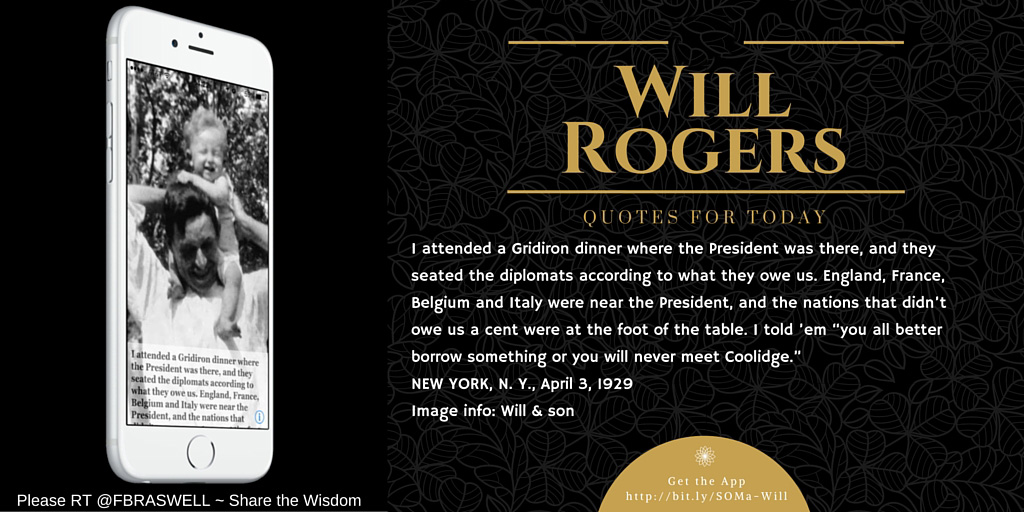 I attended a Gridiron dinner where
the President was there, and they
seated the diplomats according to
what they owe us. England, France,
Belgium and Italy were near the
President, and the nations that
Please RT @FBRASWELL ~ Share the Wisdom
WILL
ROGERS
QUOTES FOR TODAY
I attended a Gridiron dinner where the President was there, and they
seated the diplomats according to what they owe us. England, France,
Belgium and Italy were near the President, and the nations that didn't
owe us a cent were at the foot of the table. I told 'em “you all better
borrow something or you will never meet Coolidge.”
NEW YORK, N. Y., April 3, 1929
Image info: Will & son
Get the App
http://bit.ly/SOMa-Will